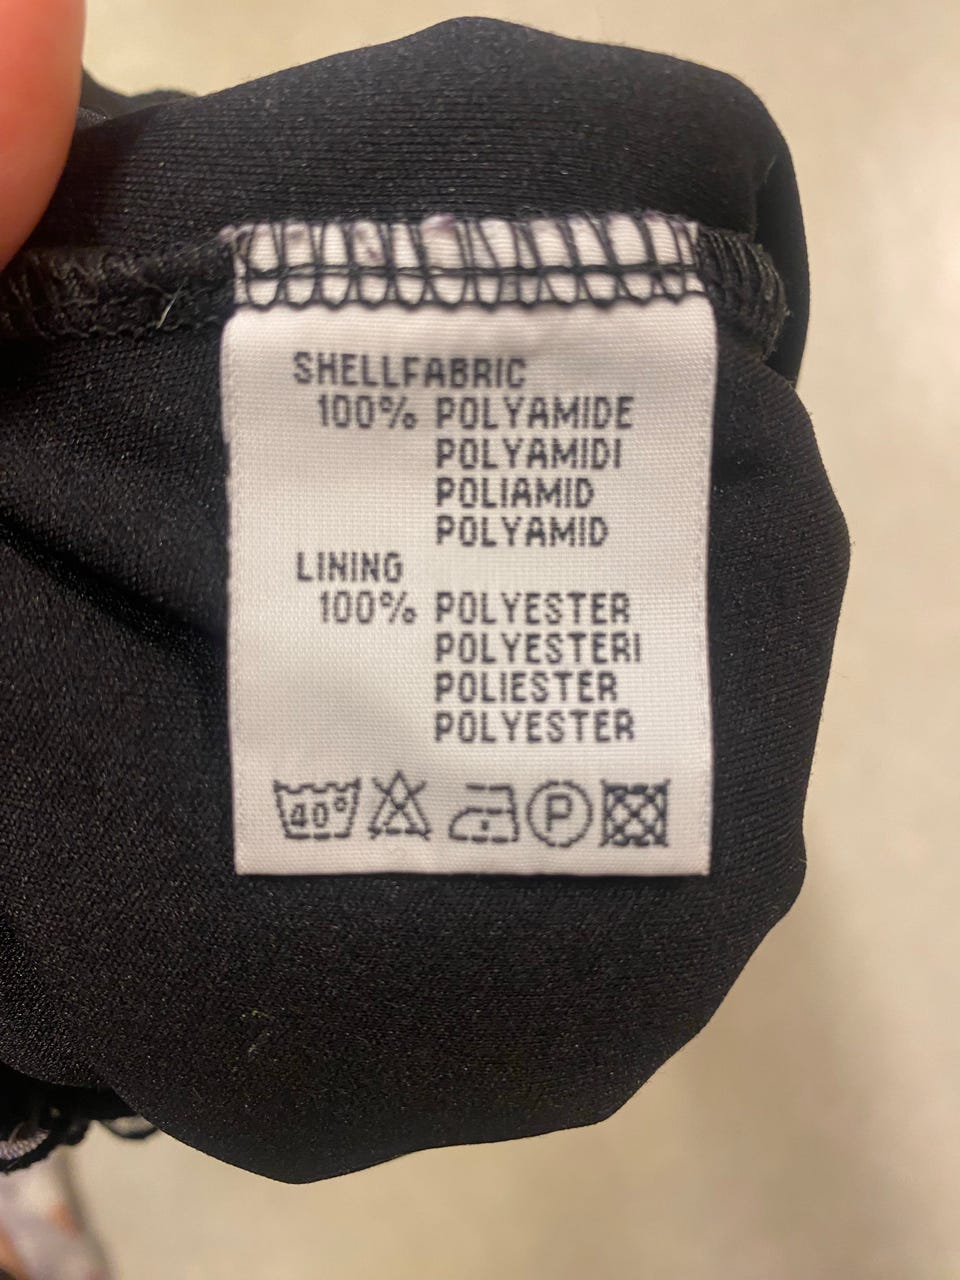 SHELLFABRIC
100% POLYAMIDE
POLYAMIDI
POLIAMID
POLYAMID
LINING
100% POLYESTER
POLYESTERI
POLIESTER
POLYESTER
40° P